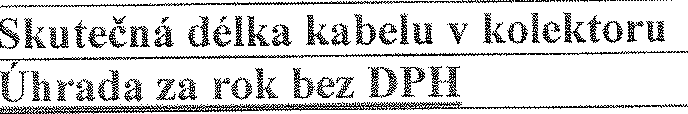 Skutečná délka kabelu v kolektoru
Úhrada za rok bez DPH